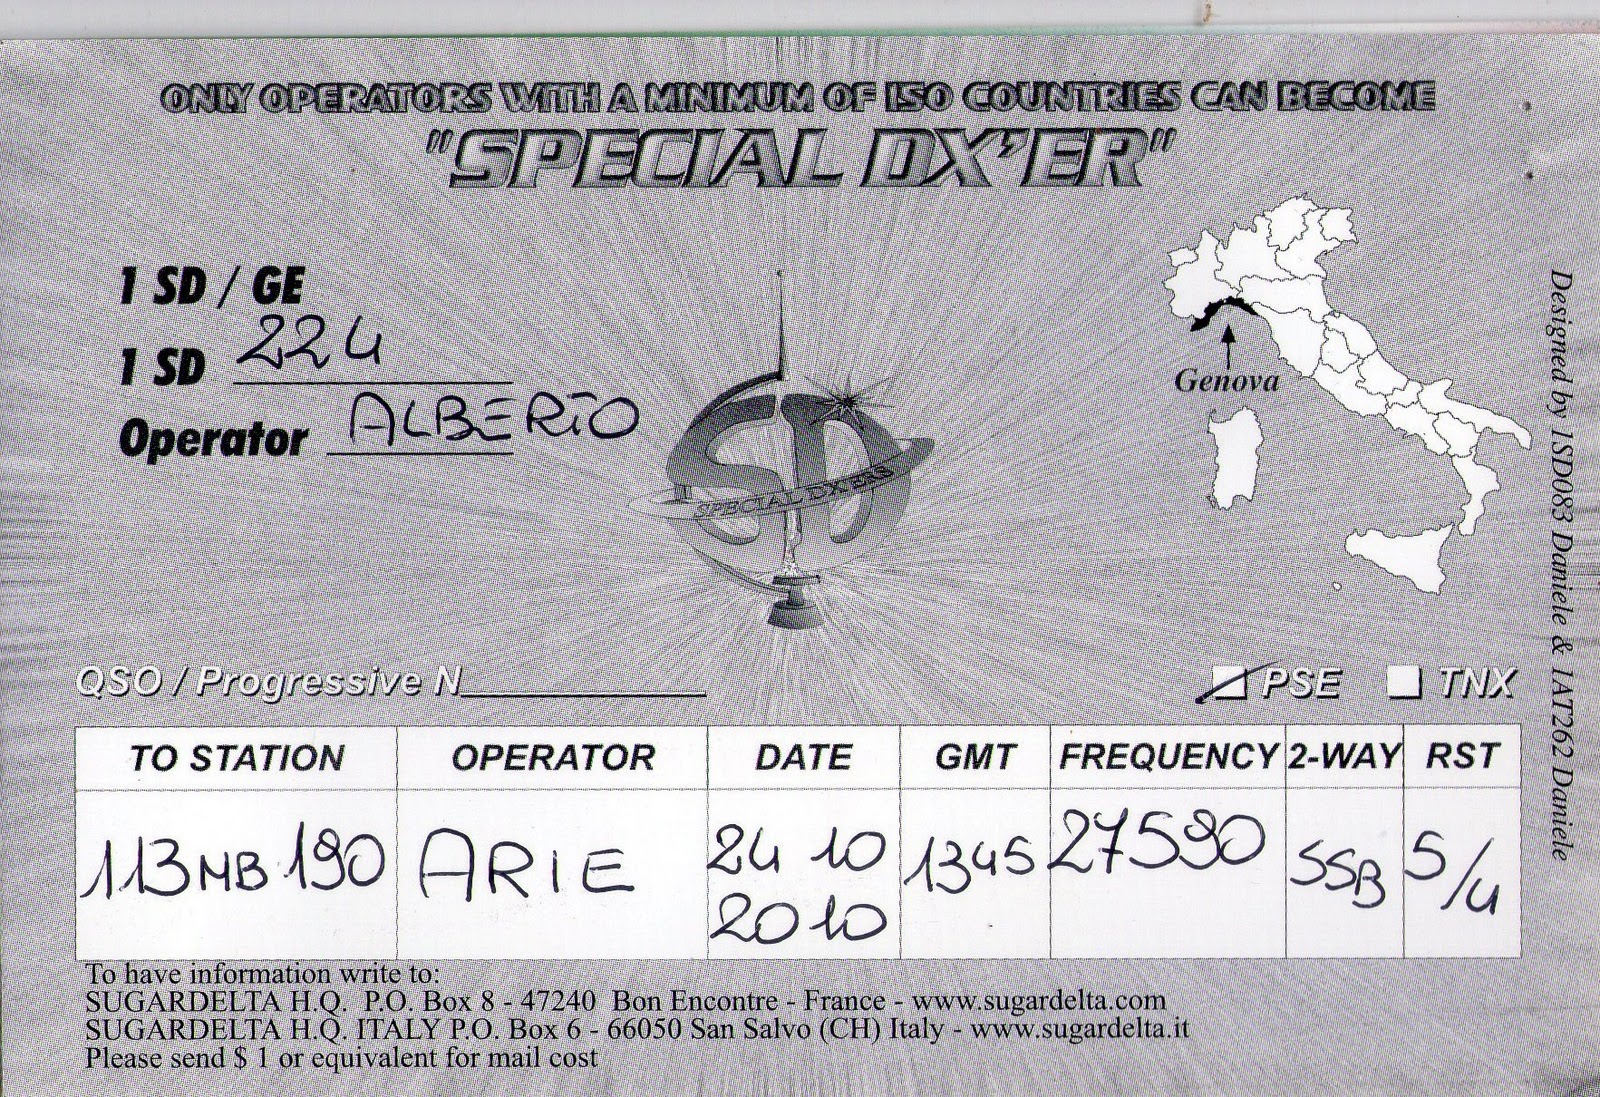 ONLY OPERATORS WITH A MINIMUM OF 150 COUNTRIES CAN BECOME
"SPECIAL DX'ER"
1 SD / GE
1 SD 224
Operator ALBERTO
Genova
SD
SPECIAL DX'ERS
Designed by 1SD083 Daniele & 1AT262 Daniele
QSO / Progressive N
PSE TNX
TO STATION OPERATOR DATE GMT FREQUENCY 2-WAY RST
113MB190 ARIE 24 10 2010 1345 27590 SSB 5/4
To have information write to:
SUGARDELTA H.Q. P.O. Box 8 - 47240 Bon Encontre - France - www.sugardelta.com
SUGARDELTA H.Q. ITALY P.O. Box 6 - 66050 San Salvo (CH) Italy - www.sugardelta.it
Please send $ 1 or equivalent for mail cost